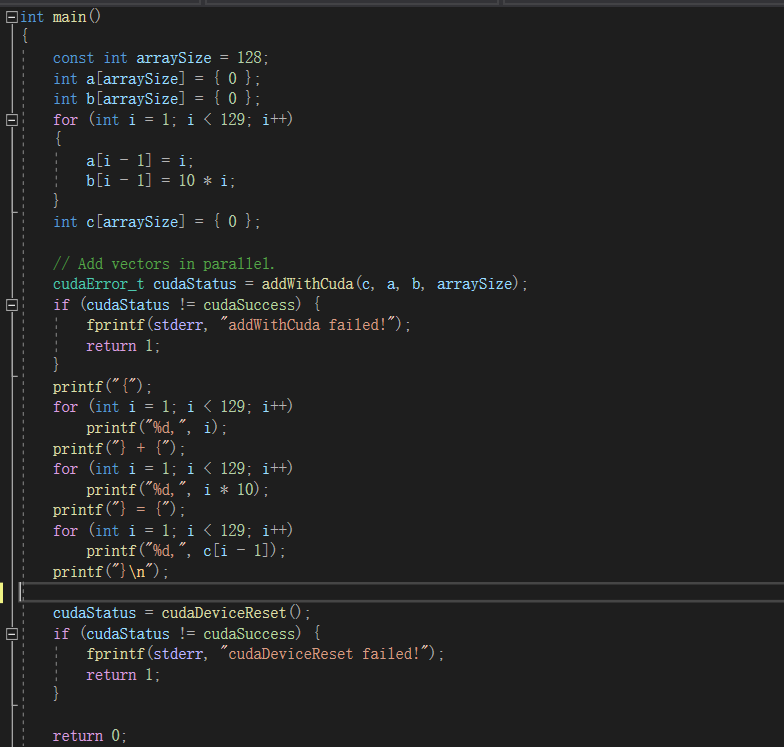 int main()
{
const int arraySize = 128;
int a[arraySize] = { 0 };
int b[arraySize] = { 0 };
for (int i = 1; i < 129; i++)
{
a[i - 1] = i;
b[i - 1] = 10 * i;
}
int c[arraySize] = { 0 };
// Add vectors in parallel.
cudaError_t cudaStatus = addWithCuda(c, a, b, arraySize);
if (cudaStatus != cudaSuccess) {
fprintf(stderr, "addWithCuda failed!");
return 1;
}
printf("{");
for (int i = 1; i < 129; i++)
printf("%d,", i);
printf("} + {");
for (int i = 1; i < 129; i++)
printf("%d,", i * 10);
printf("} = {");
for (int i = 1; i < 129; i++)
printf("%d,", c[i - 1]);
printf("}\n");
cudaStatus = cudaDeviceReset();
if (cudaStatus != cudaSuccess) {
fprintf(stderr, "cudaDeviceReset failed!");
return 1;
}
return 0;